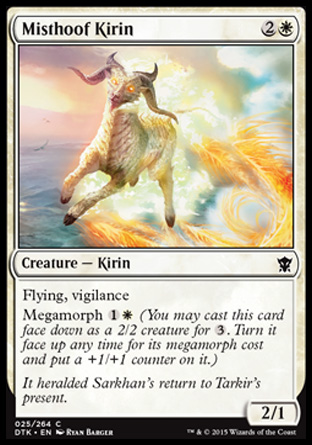 Misthoof Kirin 2
Creature — Kirin
Flying, vigilance
Megamorph 1 (You may cast this card
face down as a 2/2 creature for 3. Turn it
face up any time for its megamorph cost
and put a +1/+1 counter on it.)
It heralded Sarkhan's return to Tarkir's
present.
2/1
025/264 C
DTK • EN Ryan Barger
™ & © 2015 Wizards of the Coast